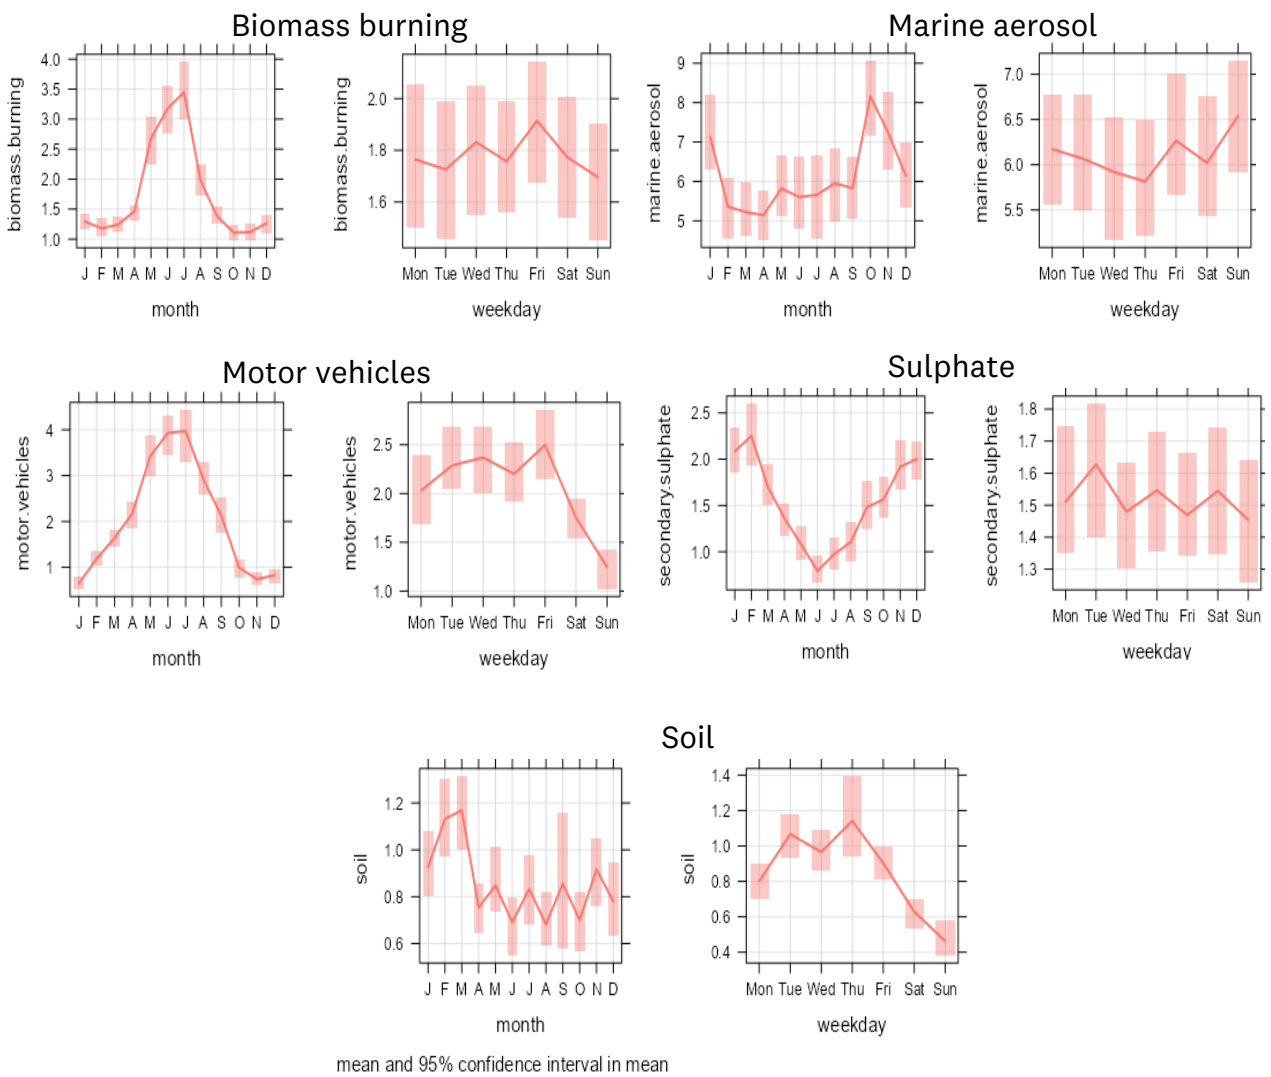 Biomass burning
biomass.burning
4.0
3.5
3.0
2.5
2.0
1.5
1.0
J F M A M J J A S O N D
month
biomass.burning
2.0
1.8
1.6
Mon Tue Wed Thu Fri Sat Sun
weekday
Marine aerosol
marine.aerosol
9
8
7
6
5
J F M A M J J A S O N D
month
marine.aerosol
7.0
6.5
6.0
5.5
Mon Tue Wed Thu Fri Sat Sun
weekday
Motor vehicles
motor.vehicles
4
3
2
1
J F M A M J J A S O N D
month
motor.vehicles
2.5
2.0
1.5
1.0
Mon Tue Wed Thu Fri Sat Sun
weekday
Sulphate
secondary.sulphate
2.5
2.0
1.5
1.0
J F M A M J J A S O N D
month
secondary.sulphate
1.8
1.7
1.6
1.5
1.4
1.3
Mon Tue Wed Thu Fri Sat Sun
weekday
Soil
soil
1.2
1.0
0.8
0.6
J F M A M J J A S O N D
month
soil
1.4
1.2
1.0
0.8
0.6
0.4
Mon Tue Wed Thu Fri Sat Sun
weekday
mean and 95% confidence interval in mean